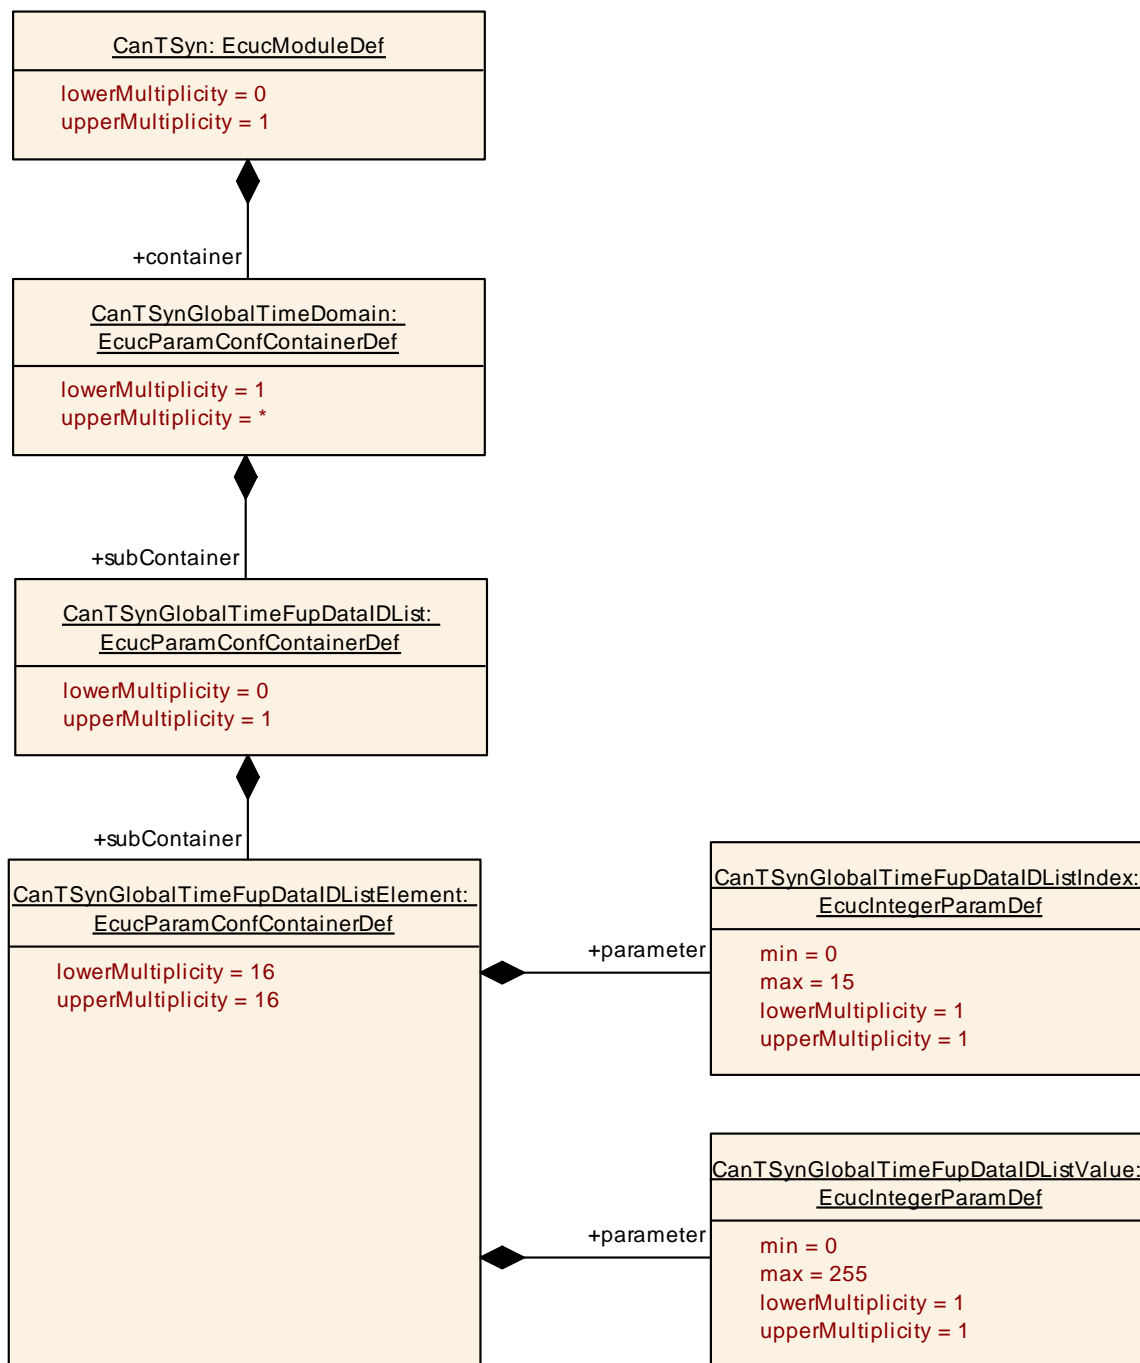 CanTSyn: EcucModuleDef
lowerMultiplicity = 0
upperMultiplicity = 1
+container
CanTSynGlobalTimeDomain:
EcucParamConfContainerDef
lowerMultiplicity = 1
upperMultiplicity = *
+subContainer
CanTSynGlobalTimeFupDataIDList:
EcucParamConfContainerDef
lowerMultiplicity = 0
upperMultiplicity = 1
+subContainer
CanTSynGlobalTimeFupDataIDListElement:
EcucParamConfContainerDef
lowerMultiplicity = 16
upperMultiplicity = 16
+parameter
CanTSynGlobalTimeFupDataIDListIndex:
EcucIntegerParamDef
min = 0
max = 15
lowerMultiplicity = 1
upperMultiplicity = 1
+parameter
CanTSynGlobalTimeFupDataIDListValue:
EcucIntegerParamDef
min = 0
max = 255
lowerMultiplicity = 1
upperMultiplicity = 1